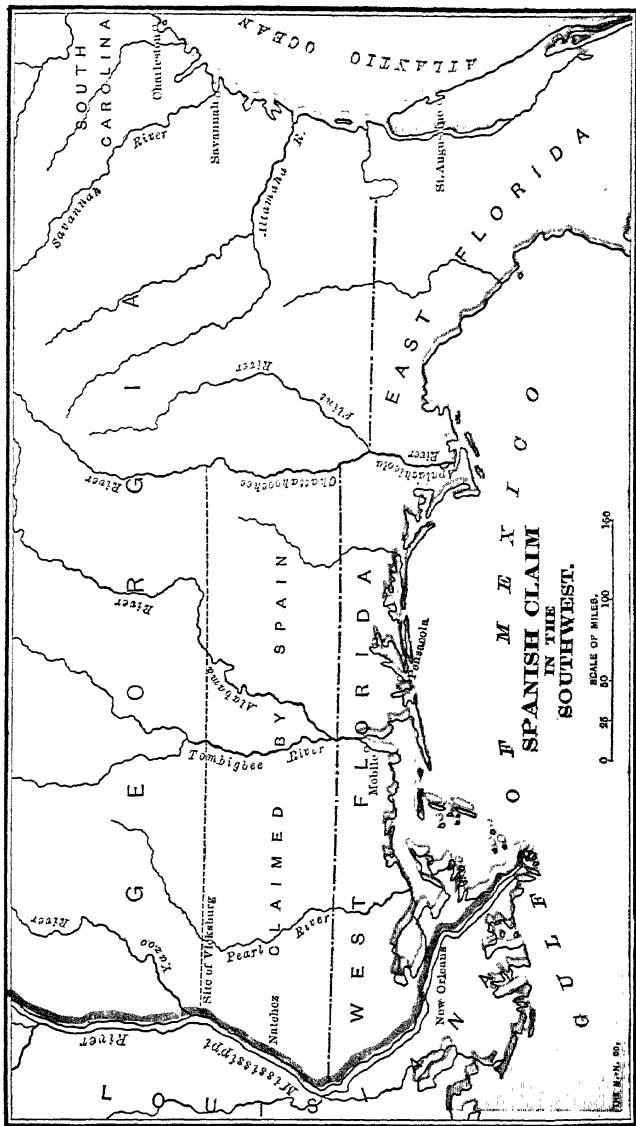 SPANISH CLAIM
IN THE
SOUTHWEST.
SCALE OF MILES.
0 25 50 100 150
SOUTH
CAROLINA
Charleston
ATLANTIC OCEAN
Savannah River
Savannah
Altamaha R.
St. Augustine
EAST FLORIDA
GEORGIA
Flint River
Chattahoochee River
Apalachicola River
Alabama River
Tombigbee River
CLAIMED BY SPAIN
WEST FLORIDA
Pensacola
Mobile
Pearl River
Yazoo River
Site of Vicksburg
Natchez
Mississippi River
New Orleans
LOUISI
N
GULF OF MEXICO